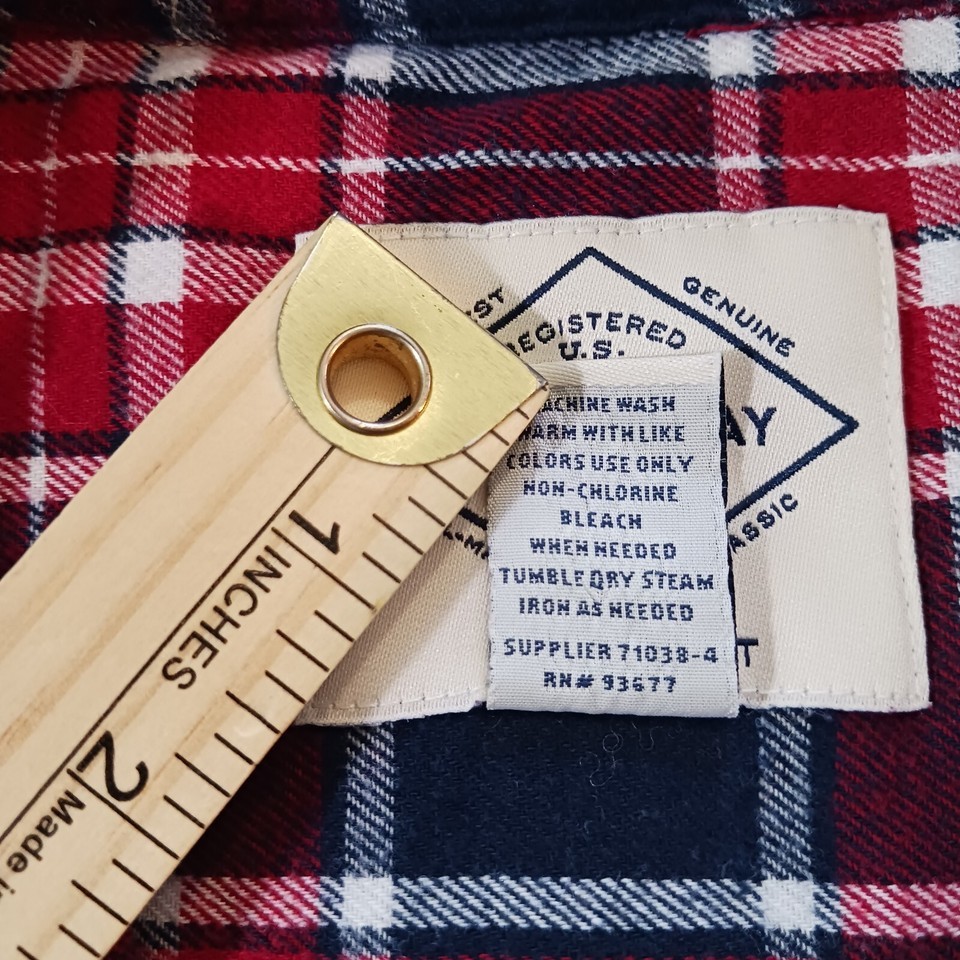 GENUINE
REGISTERED
U.S.
MACHINE WASH
WARM WITH LIKE
COLORS USE ONLY
NON-CHLORINE
BLEACH
WHEN NEEDED
TUMBLE DRY STEAM
IRON AS NEEDED
SUPPLIER 71038-4
RN# 93677
1
INCHES
2
Made